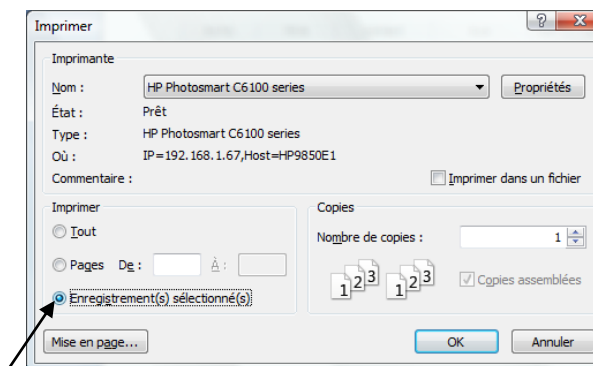 Imprimer
Imprimante
Nom : HP Photosmart C6100 series Propriétés
État : Prêt
Type : HP Photosmart C6100 series
Où : IP=192.168.1.67,Host=HP9850E1
Commentaire : Imprimer dans un fichier
Imprimer
Tout
Pages De : À :
Enregistrement(s) sélectionné(s)
Copies
Nombre de copies : 1
1 2 3 1 2 3 Copies assemblées
Mise en page... OK Annuler